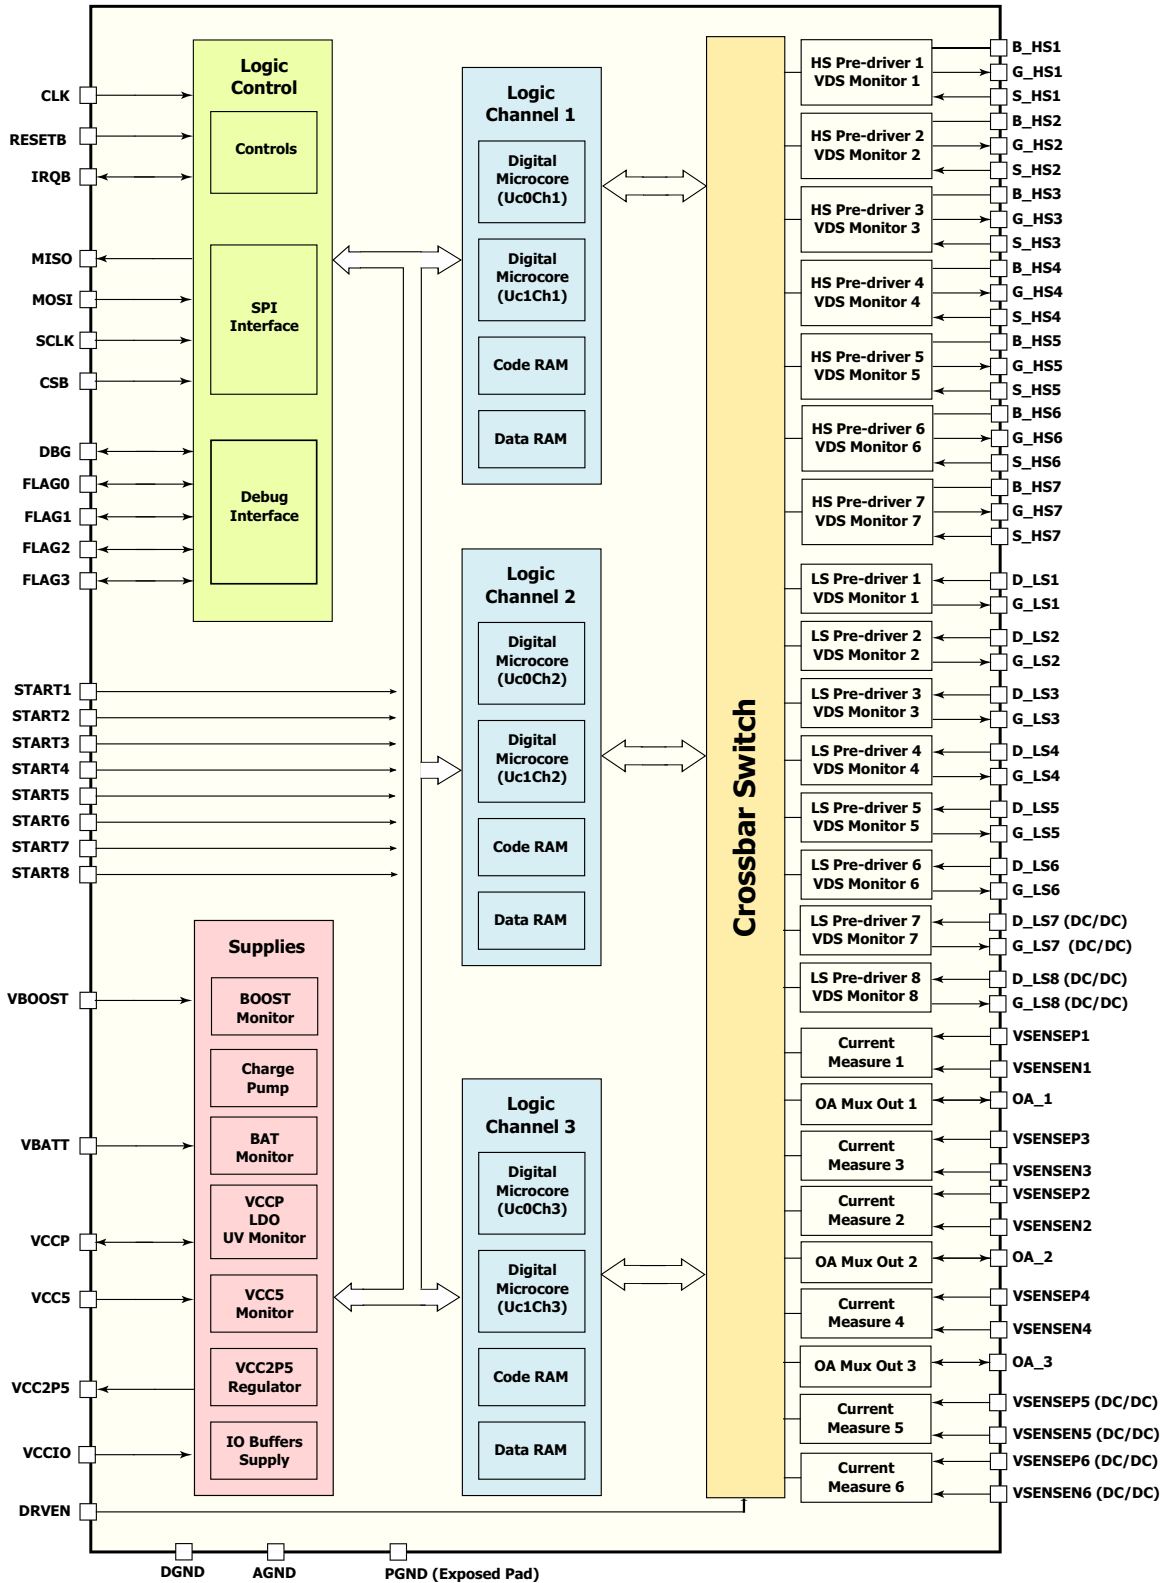 CLK
RESETB
IRQB
MISO
MOSI
SCLK
CSB
DBG
FLAG0
FLAG1
FLAG2
FLAG3
START1
START2
START3
START4
START5
START6
START7
START8
VBOOST
VBATT
VCCP
VCC5
VCC2P5
VCCIO
DRVEN
Logic
Control
Controls
SPI
Interface
Debug
Interface
Supplies
BOOST
Monitor
Charge
Pump
BAT
Monitor
VCCP
LDO
UV Monitor
VCC5
Monitor
VCC2P5
Regulator
IO Buffers
Supply
Logic
Channel 1
Digital
Microcore
(Uc0Ch1)
Digital
Microcore
(Uc1Ch1)
Code RAM
Data RAM
Logic
Channel 2
Digital
Microcore
(Uc0Ch2)
Digital
Microcore
(Uc1Ch2)
Code RAM
Data RAM
Logic
Channel 3
Digital
Microcore
(Uc0Ch3)
Digital
Microcore
(Uc1Ch3)
Code RAM
Data RAM
Crossbar Switch
HS Pre-driver 1
VDS Monitor 1
HS Pre-driver 2
VDS Monitor 2
HS Pre-driver 3
VDS Monitor 3
HS Pre-driver 4
VDS Monitor 4
HS Pre-driver 5
VDS Monitor 5
HS Pre-driver 6
VDS Monitor 6
HS Pre-driver 7
VDS Monitor 7
LS Pre-driver 1
VDS Monitor 1
LS Pre-driver 2
VDS Monitor 2
LS Pre-driver 3
VDS Monitor 3
LS Pre-driver 4
VDS Monitor 4
LS Pre-driver 5
VDS Monitor 5
LS Pre-driver 6
VDS Monitor 6
LS Pre-driver 7
VDS Monitor 7
LS Pre-driver 8
VDS Monitor 8
Current
Measure 1
OA Mux Out 1
Current
Measure 3
Current
Measure 2
OA Mux Out 2
Current
Measure 4
OA Mux Out 3
Current
Measure 5
Current
Measure 6
B_HS1
G_HS1
S_HS1
B_HS2
G_HS2
S_HS2
B_HS3
G_HS3
S_HS3
B_HS4
G_HS4
S_HS4
B_HS5
G_HS5
S_HS5
B_HS6
G_HS6
S_HS6
B_HS7
G_HS7
S_HS7
D_LS1
G_LS1
D_LS2
G_LS2
D_LS3
G_LS3
D_LS4
G_LS4
D_LS5
G_LS5
D_LS6
G_LS6
D_LS7 (DC/DC)
G_LS7 (DC/DC)
D_LS8 (DC/DC)
G_LS8 (DC/DC)
VSENSEP1
VSENSEN1
OA_1
VSENSEP3
VSENSEN3
VSENSEP2
VSENSEN2
OA_2
VSENSEP4
VSENSEN4
OA_3
VSENSEP5 (DC/DC)
VSENSEN5 (DC/DC)
VSENSEP6 (DC/DC)
VSENSEN6 (DC/DC)
DGND
AGND
PGND (Exposed Pad)